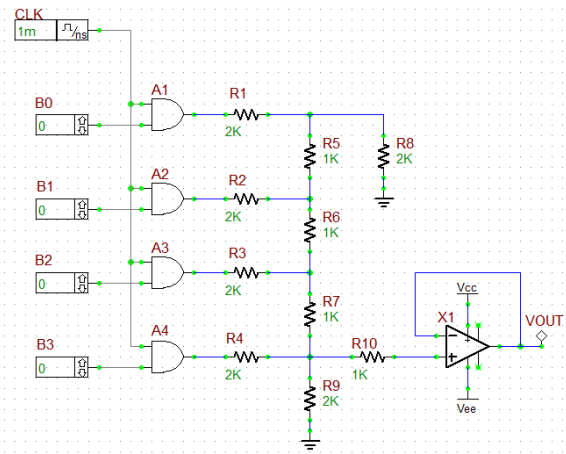 CLK
1m /ns
A1
R1
B0
0
2K
R5
1K
R8
2K
A2
B1
R2
0
2K
R6
1K
A3
B2
R3
0
2K
R7
1K
Vcc
X1
VOUT
A4
B3
R4
R10
0
2K
1K
R9
2K
Vee